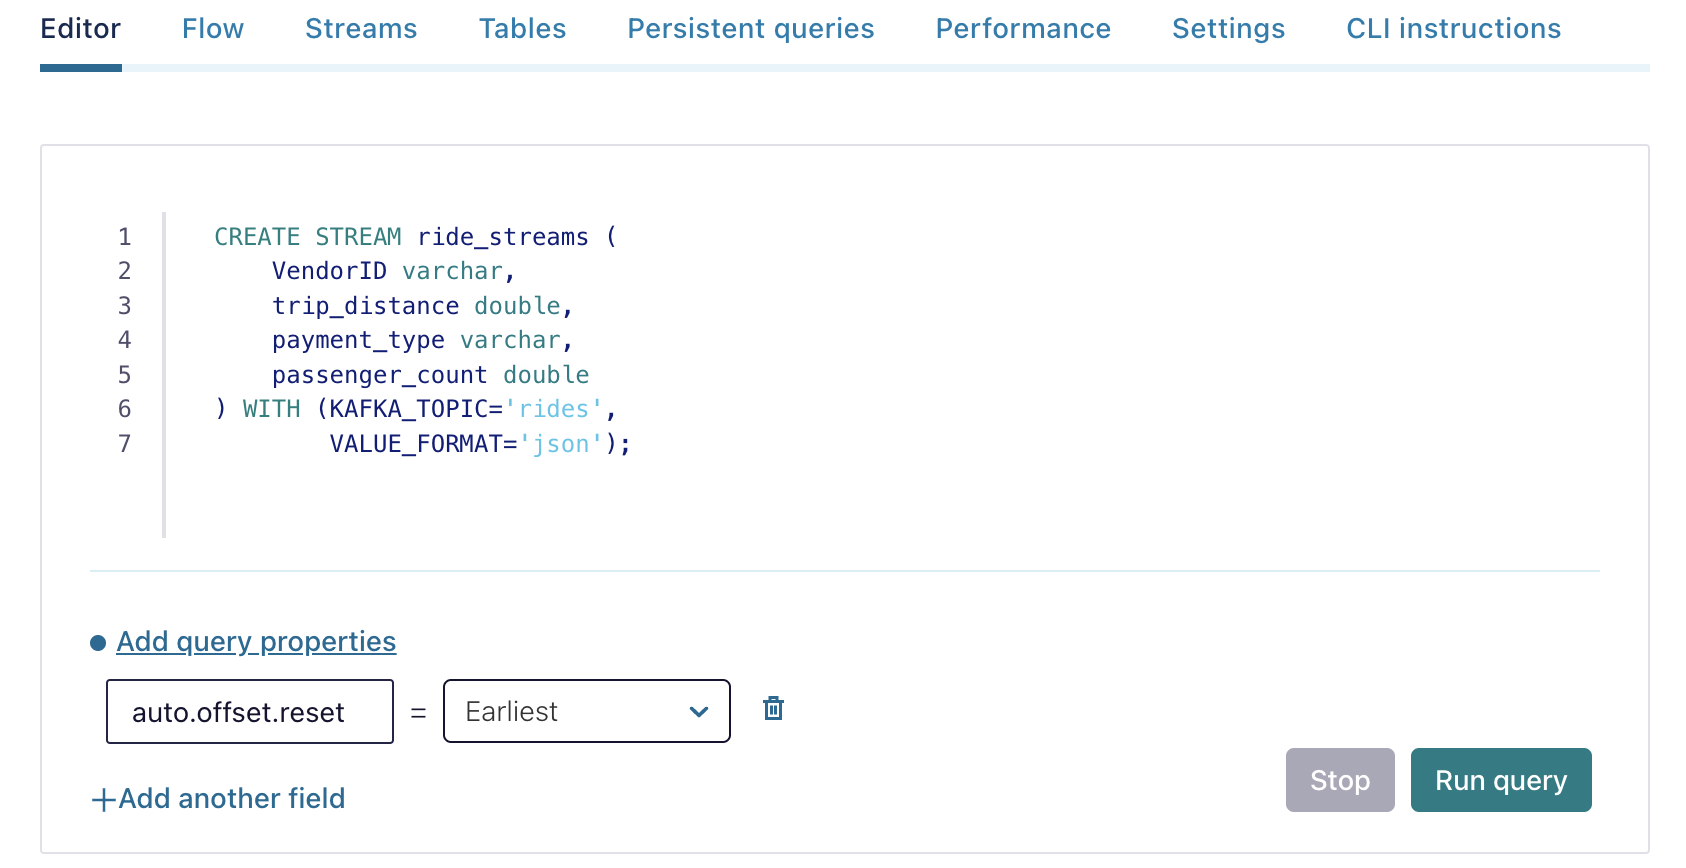 Editor Flow Streams Tables Persistent queries Performance Settings CLI instructions
1 CREATE STREAM ride_streams (
2     VendorID varchar,
3     trip_distance double,
4     payment_type varchar,
5     passenger_count double
6 ) WITH (KAFKA_TOPIC='rides',
7         VALUE_FORMAT='json');
Add query properties
auto.offset.reset = Earliest
Stop Run query
+Add another field